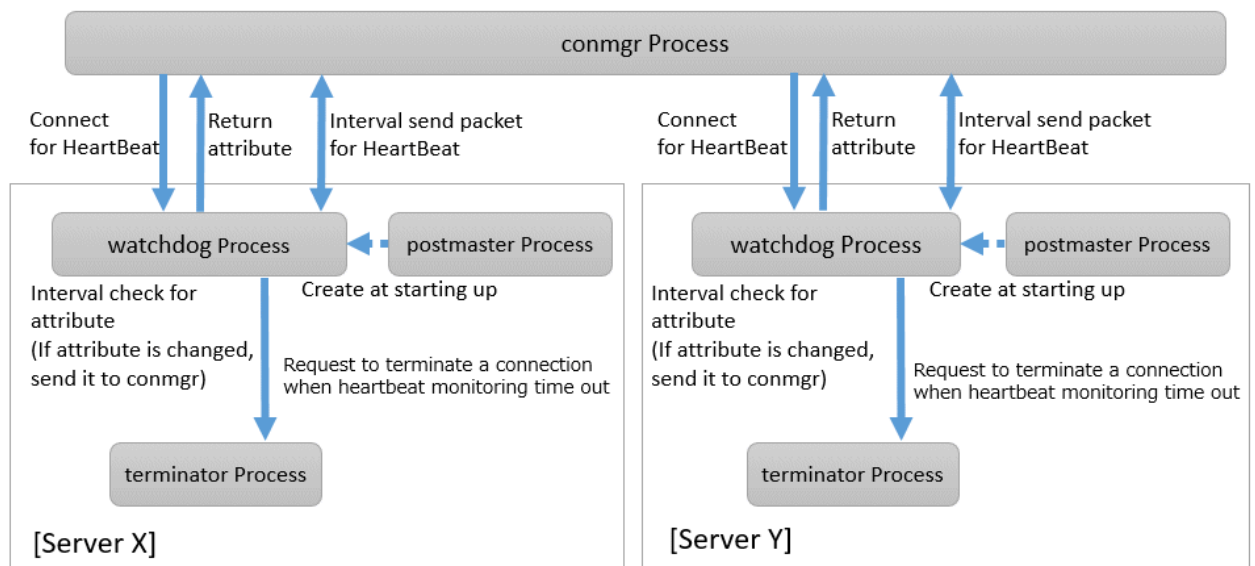 conmgr Process
Connect
for HeartBeat
Return
attribute
Interval send packet
for HeartBeat
Connect
for HeartBeat
Return
attribute
Interval send packet
for HeartBeat
watchdog Process
postmaster Process
Create at starting up
Interval check for
attribute
(If attribute is changed,
send it to conmgr)
Request to terminate a connection
when heartbeat monitoring time out
terminator Process
[Server X]
watchdog Process
postmaster Process
Create at starting up
Interval check for
attribute
(If attribute is changed,
send it to conmgr)
Request to terminate a connection
when heartbeat monitoring time out
terminator Process
[Server Y]